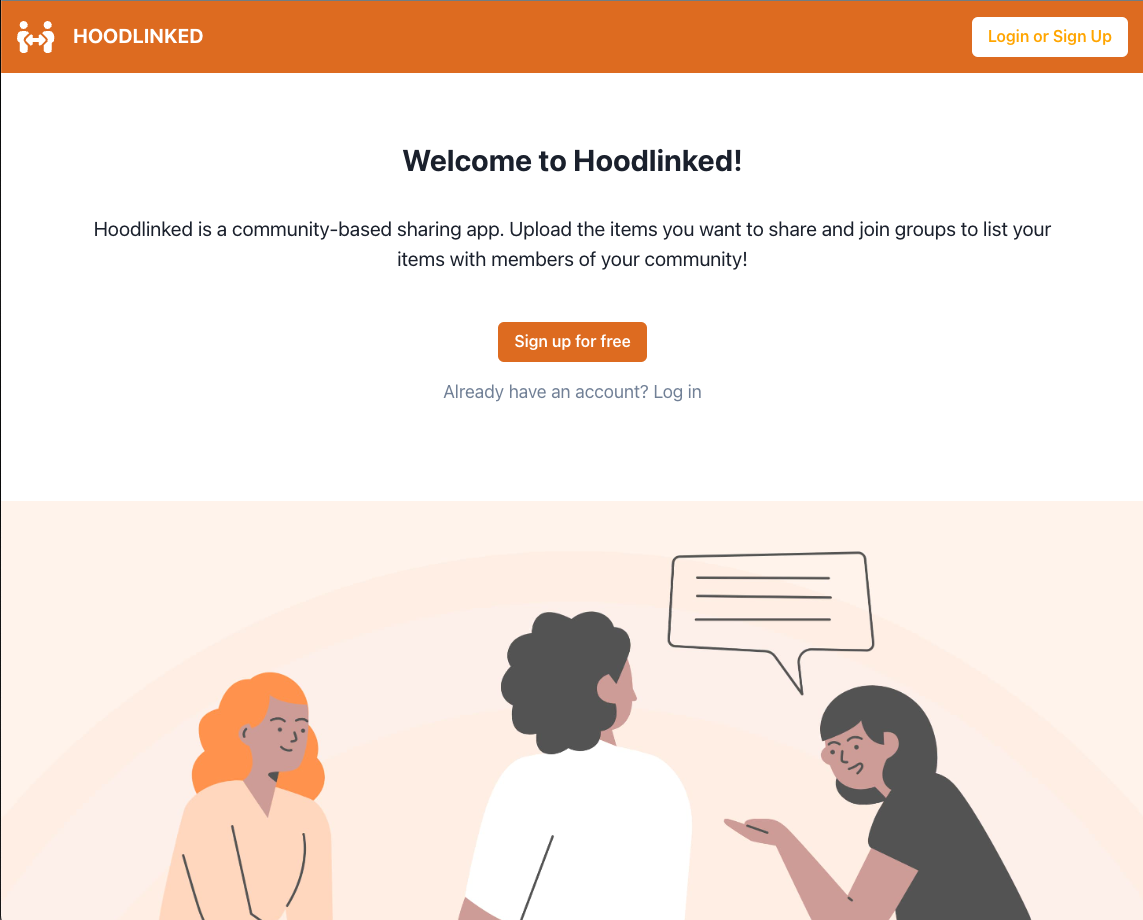 HOODLINKED
Login or Sign Up
Welcome to Hoodlinked!
Hoodlinked is a community-based sharing app. Upload the items you want to share and join groups to list your
items with members of your community!
Sign up for free
Already have an account? Log in